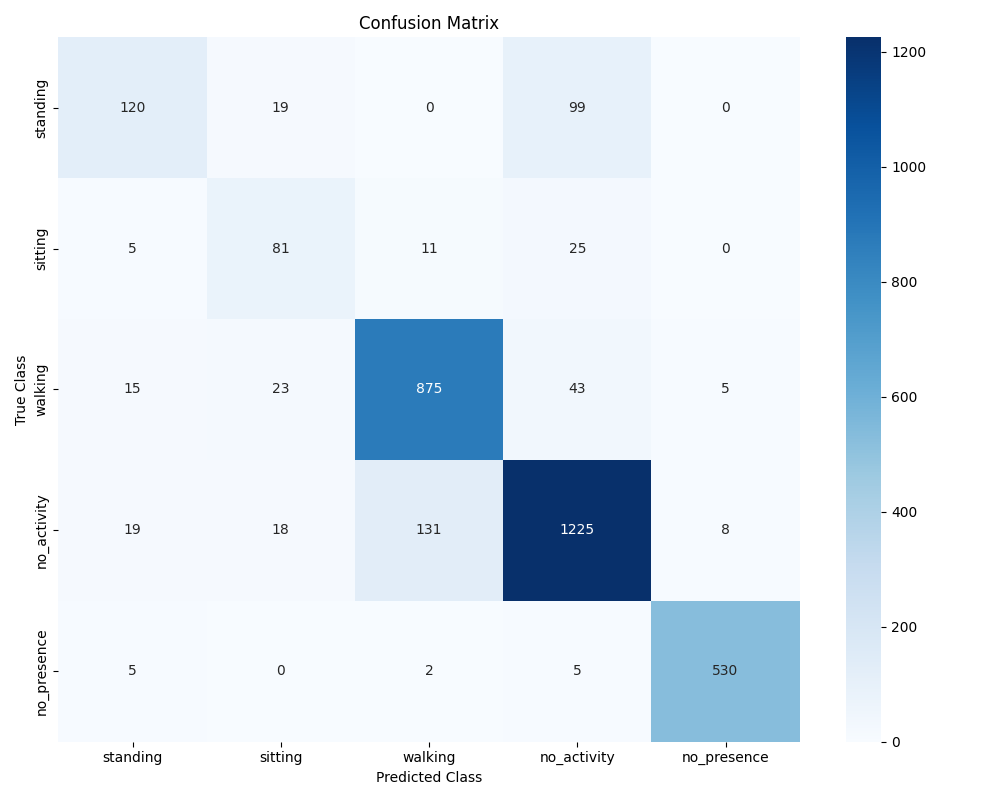 Confusion Matrix
True Class
standing
120 19 0 99 0
sitting
5 81 11 25 0
walking
15 23 875 43 5
no_activity
19 18 131 1225 8
no_presence
5 0 2 5 530
standing sitting walking no_activity no_presence
Predicted Class
1200
1000
800
600
400
200
0